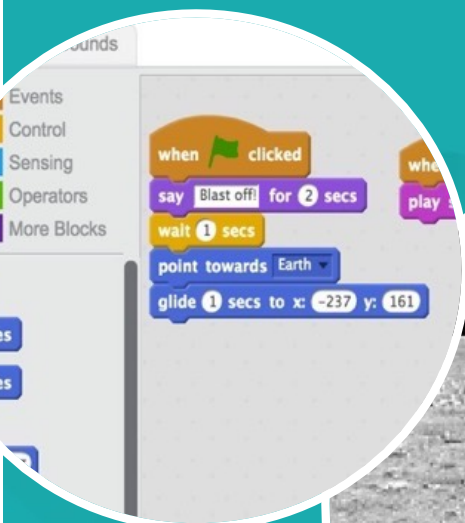 Events
Control
Sensing
Operators
More Blocks
when clicked
say Blast off! for 2 secs
wait 1 secs
point towards Earth
glide 1 secs to x: -237 y: 161
play